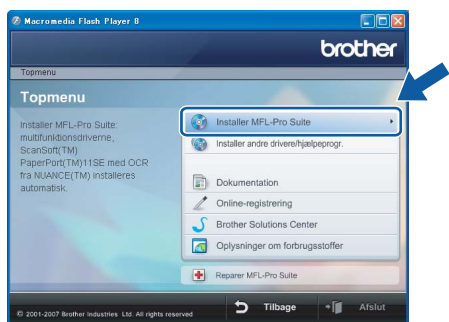 Macromedia Flash Player 8
brother
Topmenu
Topmenu
Installer MFL-Pro Suite:
multifunktionsdriverne,
ScanSoft(TM)
PaperPort(TM)11SE med OCR
fra NUANCE(TM) installeres
automatisk.
Installer MFL-Pro Suite
Installer andre drivere/hjælpeprogr.
Dokumentation
Online-registrering
Brother Solutions Center
Oplysninger om forbrugsstoffer
Reparer MFL-Pro Suite
© 2001-2007 Brother Industries Ltd. All rights reserved
Tilbage
Afslut